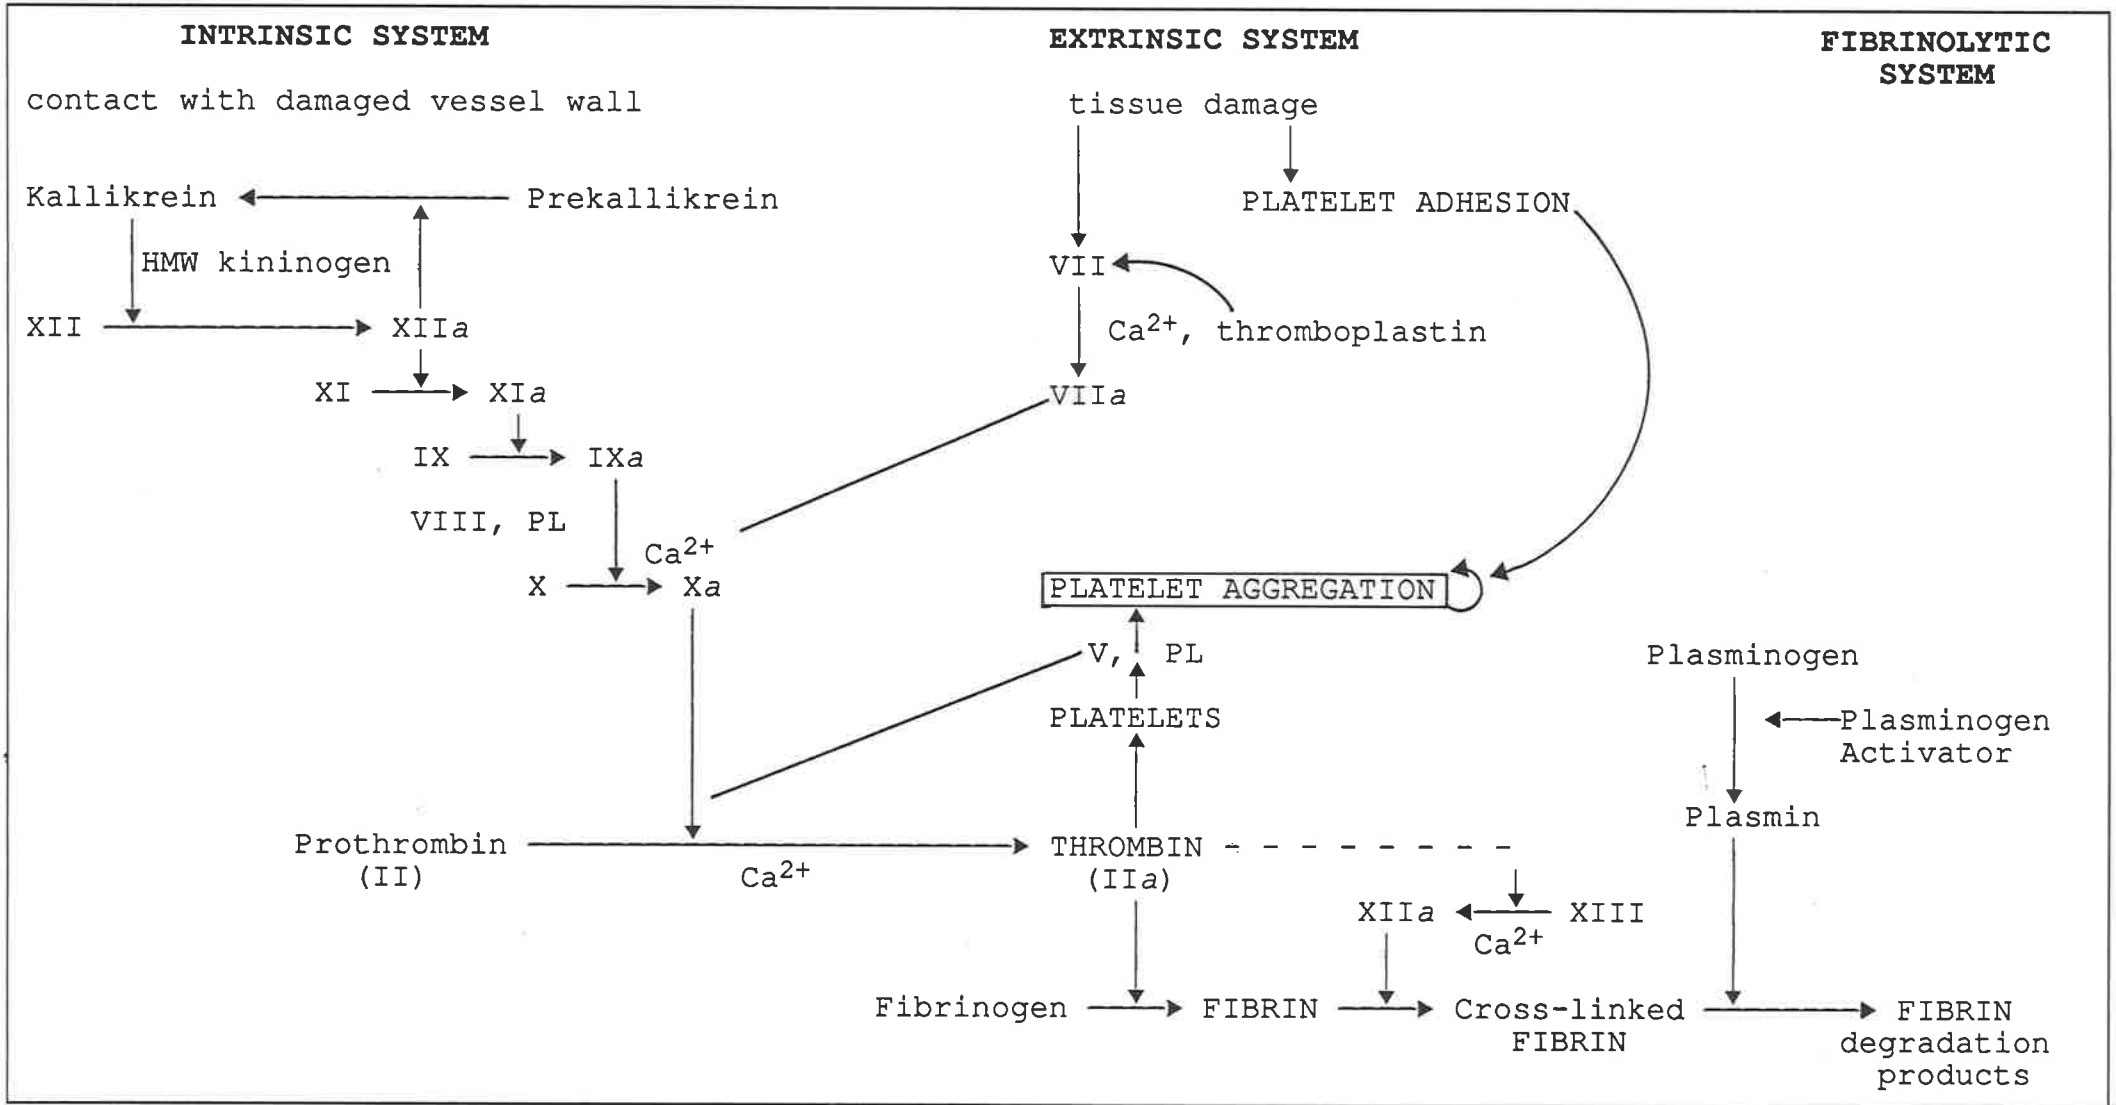 INTRINSIC SYSTEM
EXTRINSIC SYSTEM
FIBRINOLYTIC
SYSTEM
contact with damaged vessel wall
tissue damage
Kallikrein
Prekallikrein
PLATELET ADHESION
HMW kininogen
VII
XII
XIIa
Ca2+, thromboplastin
XI
XIa
VIIa
IX
IXa
VIII, PL
Ca2+
X
Xa
PLATELET AGGREGATION
V, PL
Plasminogen
PLATELETS
Plasminogen
Activator
Plasmin
Prothrombin
(II)
Ca2+
THROMBIN
(IIa)
XIIa
XIII
Ca2+
Fibrinogen
FIBRIN
Cross-linked
FIBRIN
FIBRIN
degradation
products